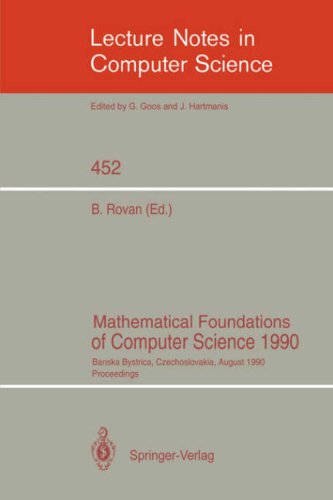 Lecture Notes in
Computer Science
Edited by G. Goos and J. Hartmanis
452
B. Rovan (Ed.)
Mathematical Foundations
of Computer Science 1990
Banska Bystrica, Czechoslovakia, August 1990
Proceedings
Springer-Verlag